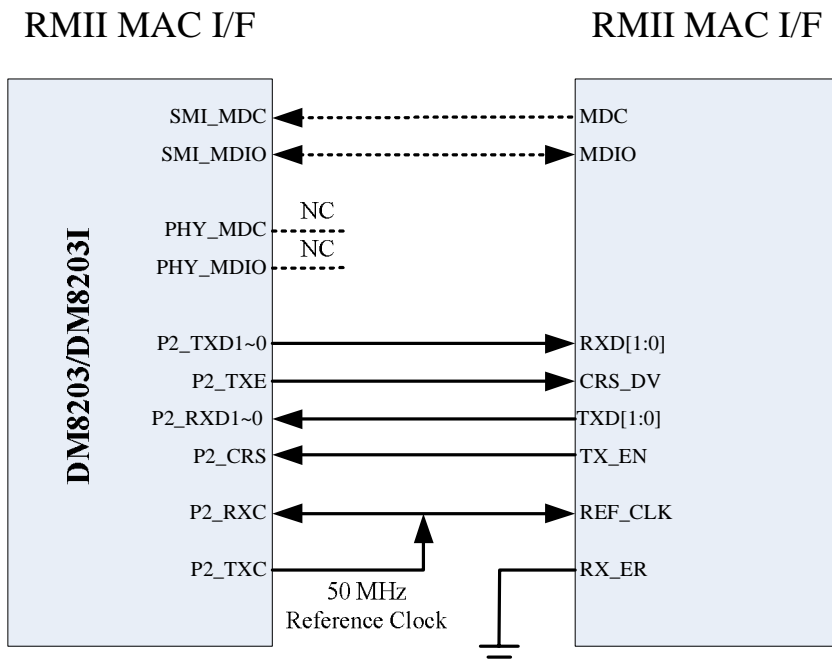 RMII MAC I/F
RMII MAC I/F
DM8203/DM8203I
SMI_MDC
MDC
SMI_MDIO
MDIO
PHY_MDC
NC
PHY_MDIO
NC
P2_TXD1~0
RXD[1:0]
P2_TXE
CRS_DV
P2_RXD1~0
TXD[1:0]
P2_CRS
TX_EN
P2_RXC
REF_CLK
P2_TXC
RX_ER
50 MHz
Reference Clock